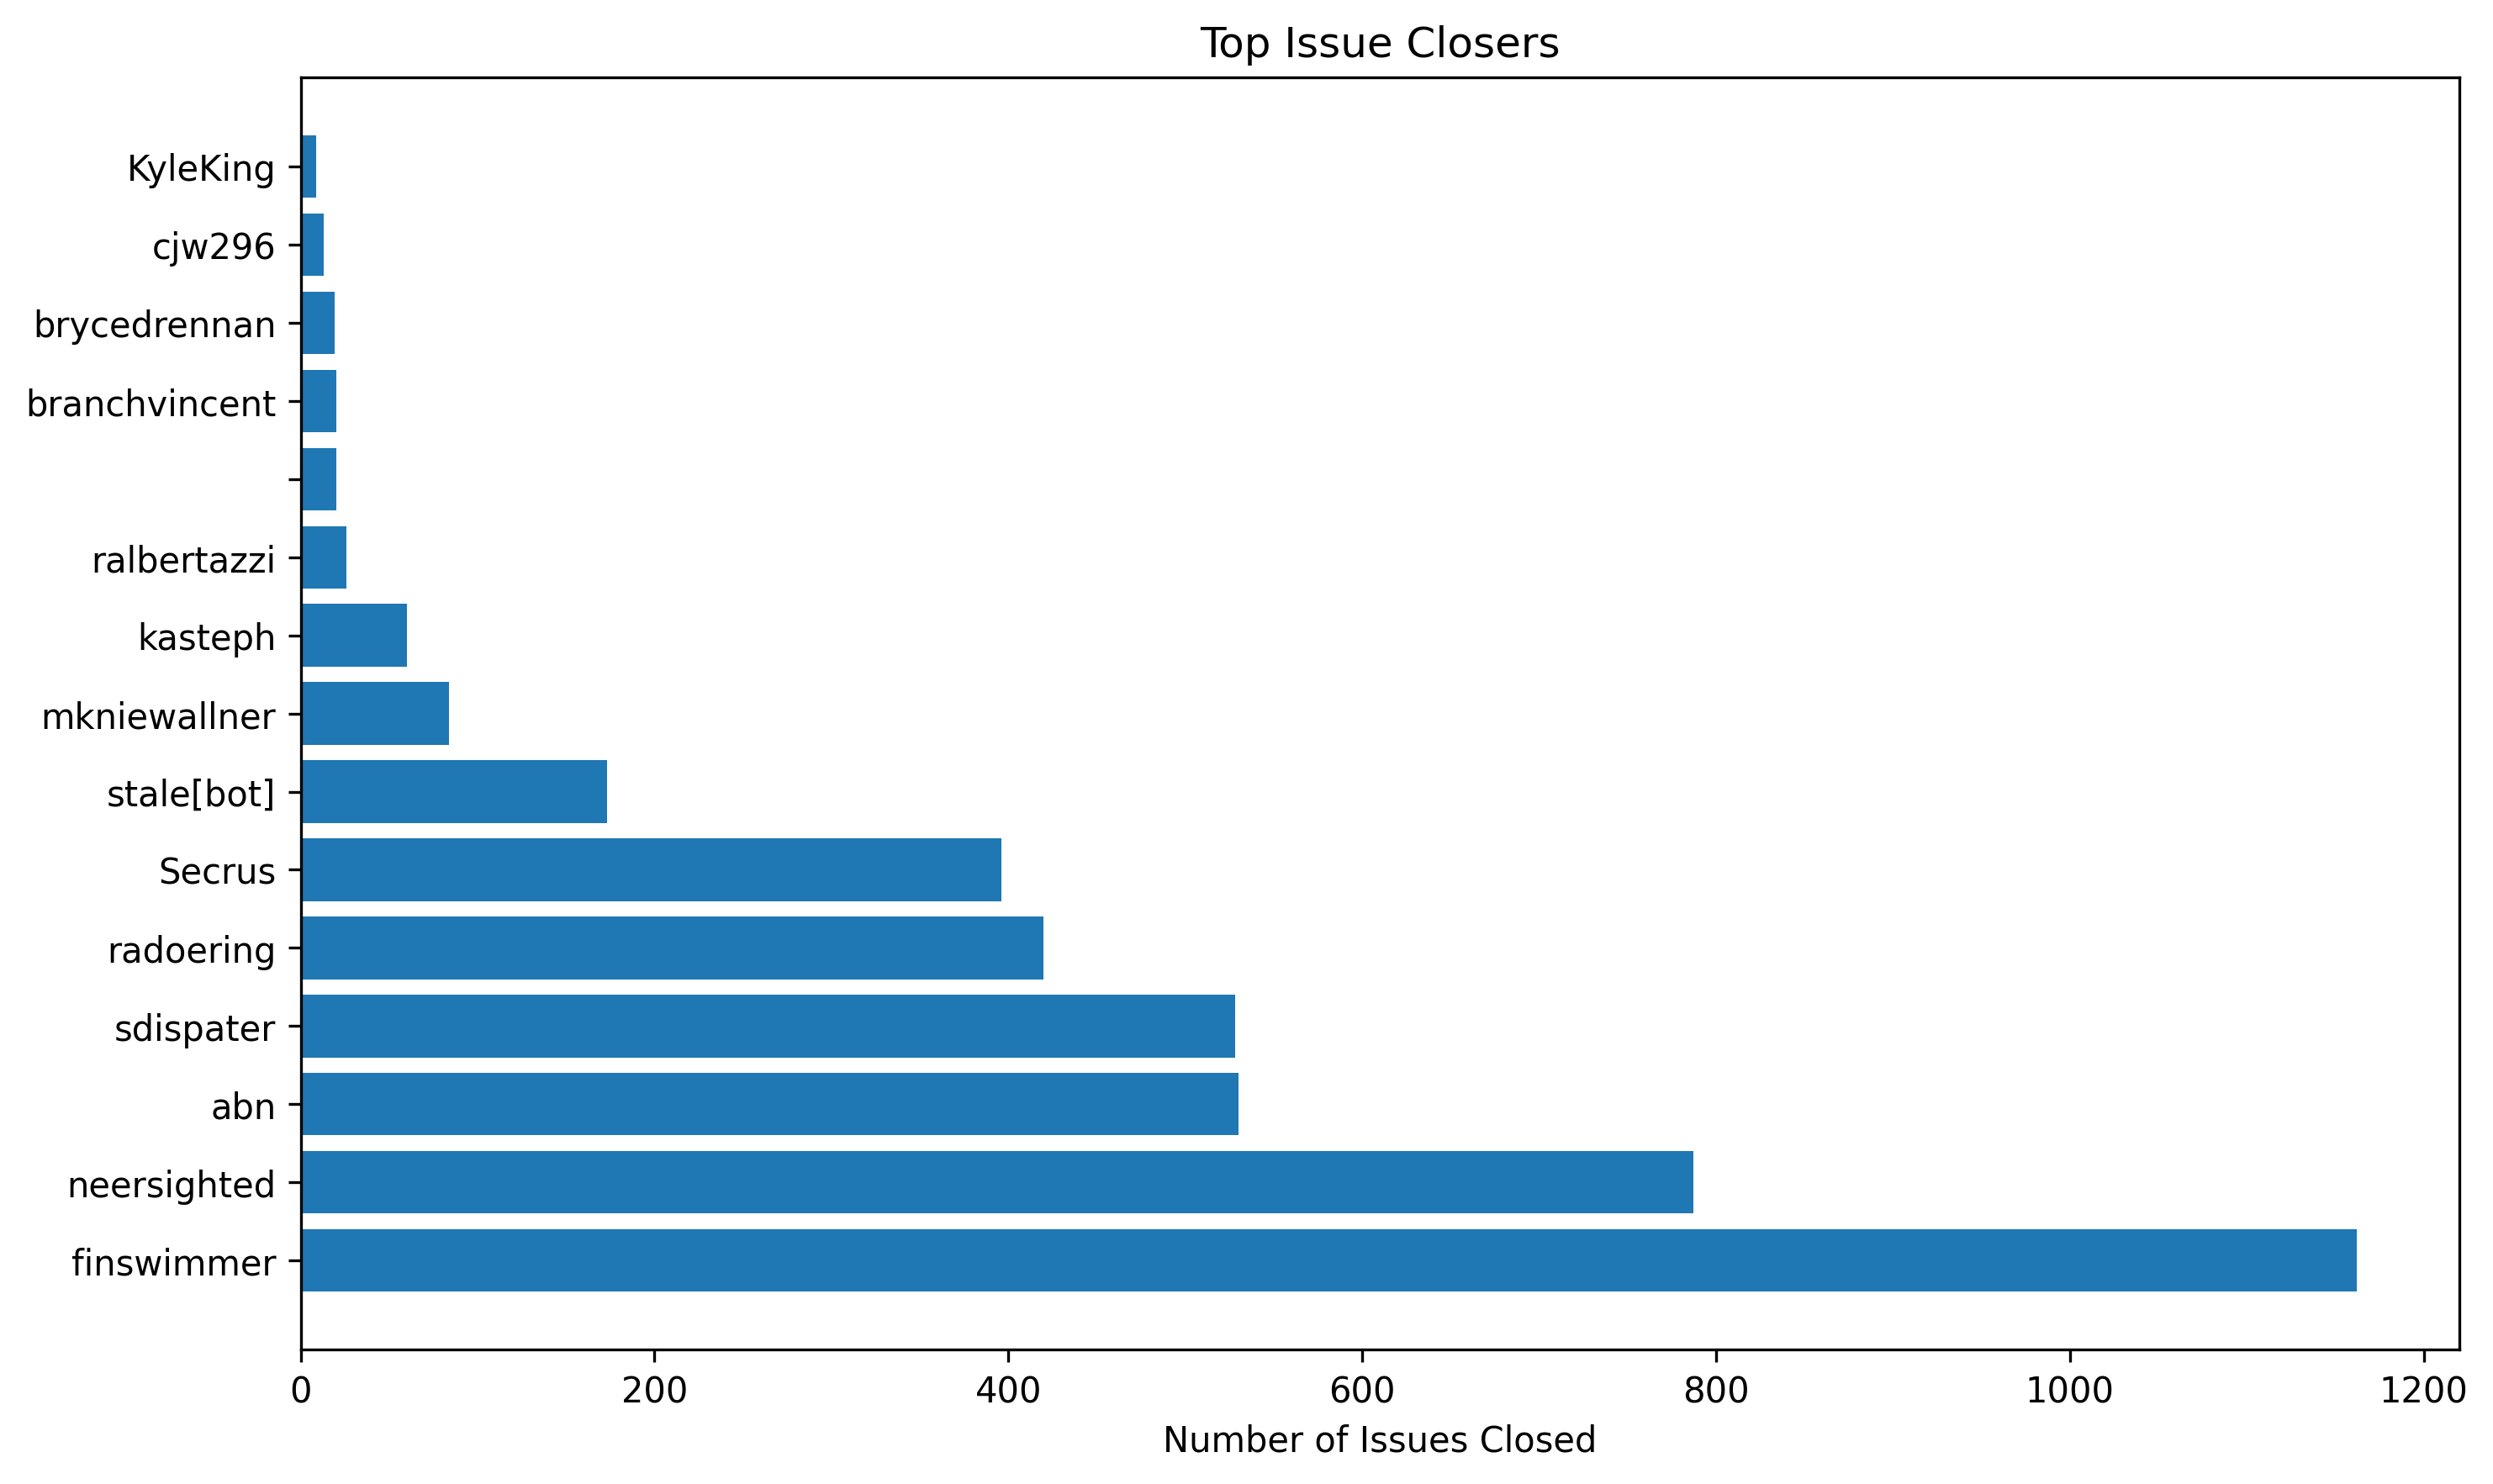 Top Issue Closers
KyleKing
cjw296
brycedrennan
branchvincent
ralbertazzi
kasteph
mkniewallner
stale[bot]
Secrus
radoering
sdispater
abn
neersighted
finswimmer
0 200 400 600 800 1000 1200
Number of Issues Closed